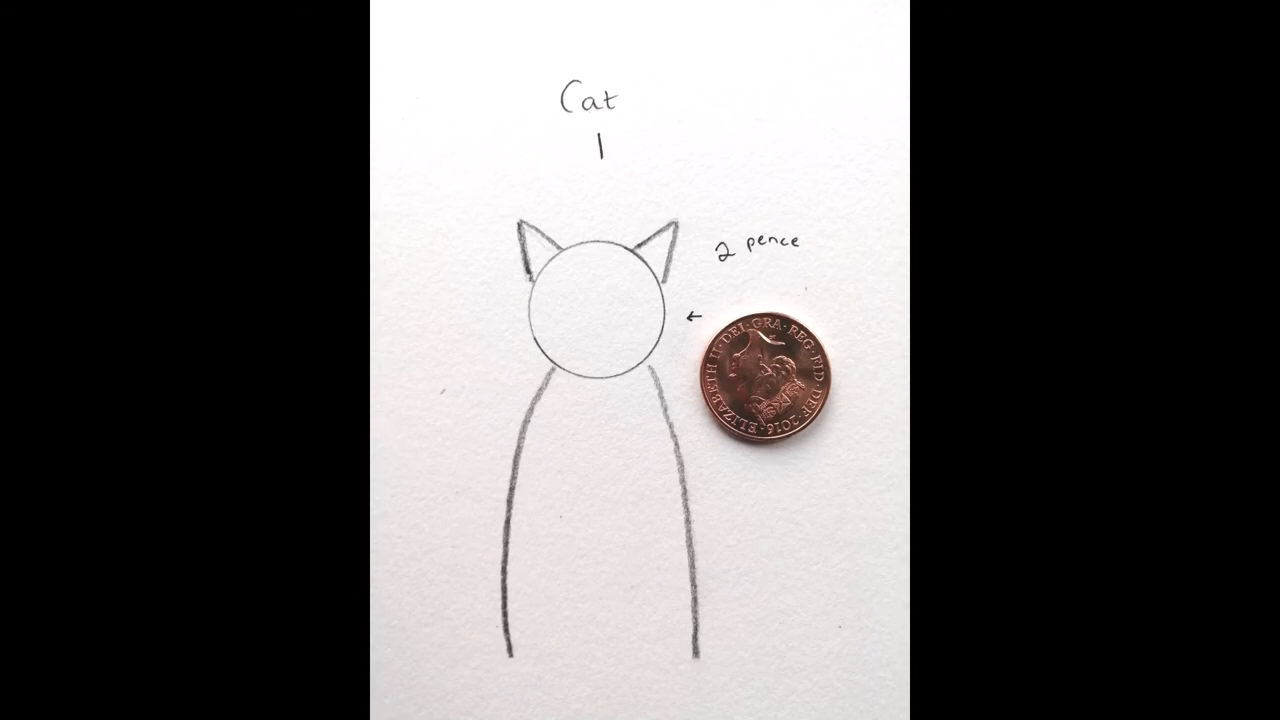 Cat
1
2 pence
←
ELIZABETH II · DEI · GRA · REG · FID · DEF · 2016